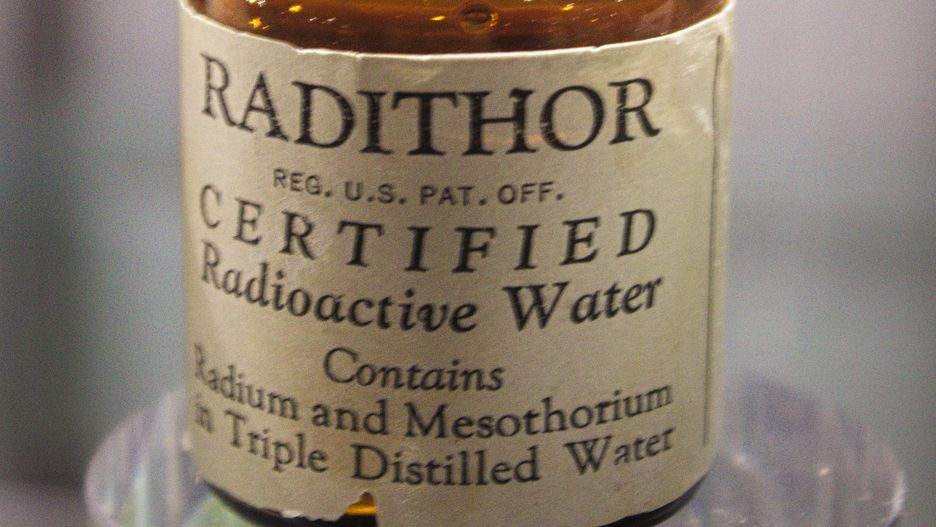 RADITHOR
REG. U.S. PAT. OFF.
CERTIFIED
Radioactive Water
Contains
Radium and Mesothorium
in Triple Distilled Water